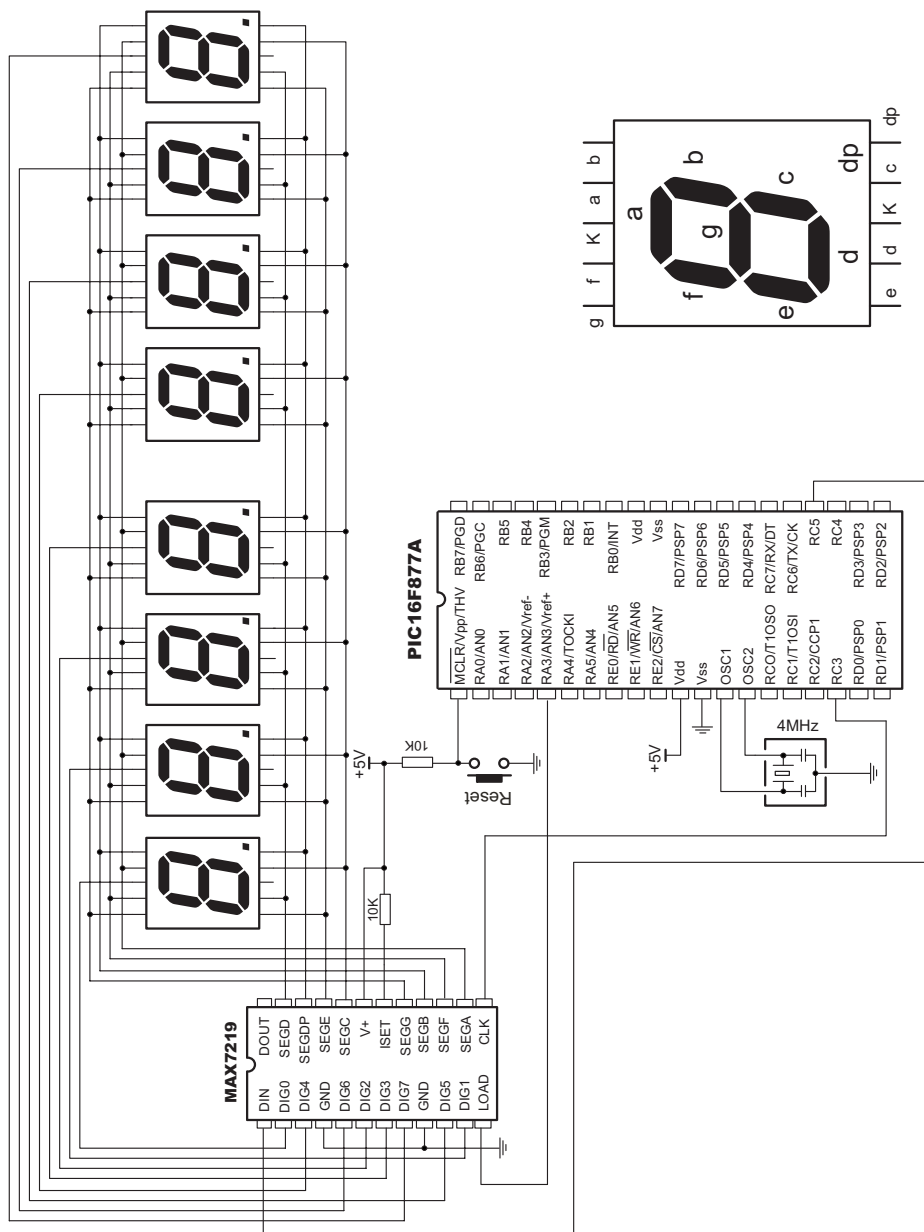 MAX7219
DIN
DIG0
DIG4
GND
DIG6
DIG2
DIG3
DIG7
GND
DIG5
DIG1
LOAD
DOUT
SEGD
SEGDP
SEGE
SEGC
V+
ISET
SEGG
SEGB
SEGF
SEGA
CLK
10K
+5V
10K
Reset
PIC16F877A
MCLR/Vpp/THV
RA0/AN0
RA1/AN1
RA2/AN2/Vref-
RA3/AN3/Vref+
RA4/TOCKI
RA5/AN4
RE0/RD/AN5
RE1/WR/AN6
RE2/CS/AN7
Vdd
Vss
OSC1
OSC2
RCO/T1OSO
RC1/T1OSI
RC2/CCP1
RC3
RD0/PSP0
RD1/PSP1
RB7/PGD
RB6/PGC
RB5
RB4
RB3/PGM
RB2
RB1
RB0/INT
Vdd
Vss
RD7/PSP7
RD6/PSP6
RD5/PSP5
RD4/PSP4
RC7/RX/DT
RC6/TX/CK
RC5
RC4
RD3/PSP3
RD2/PSP2
+5V
4MHz
g
f
K
a
b
a
b
c
d
e
f
g
dp
e
d
K
c
dp